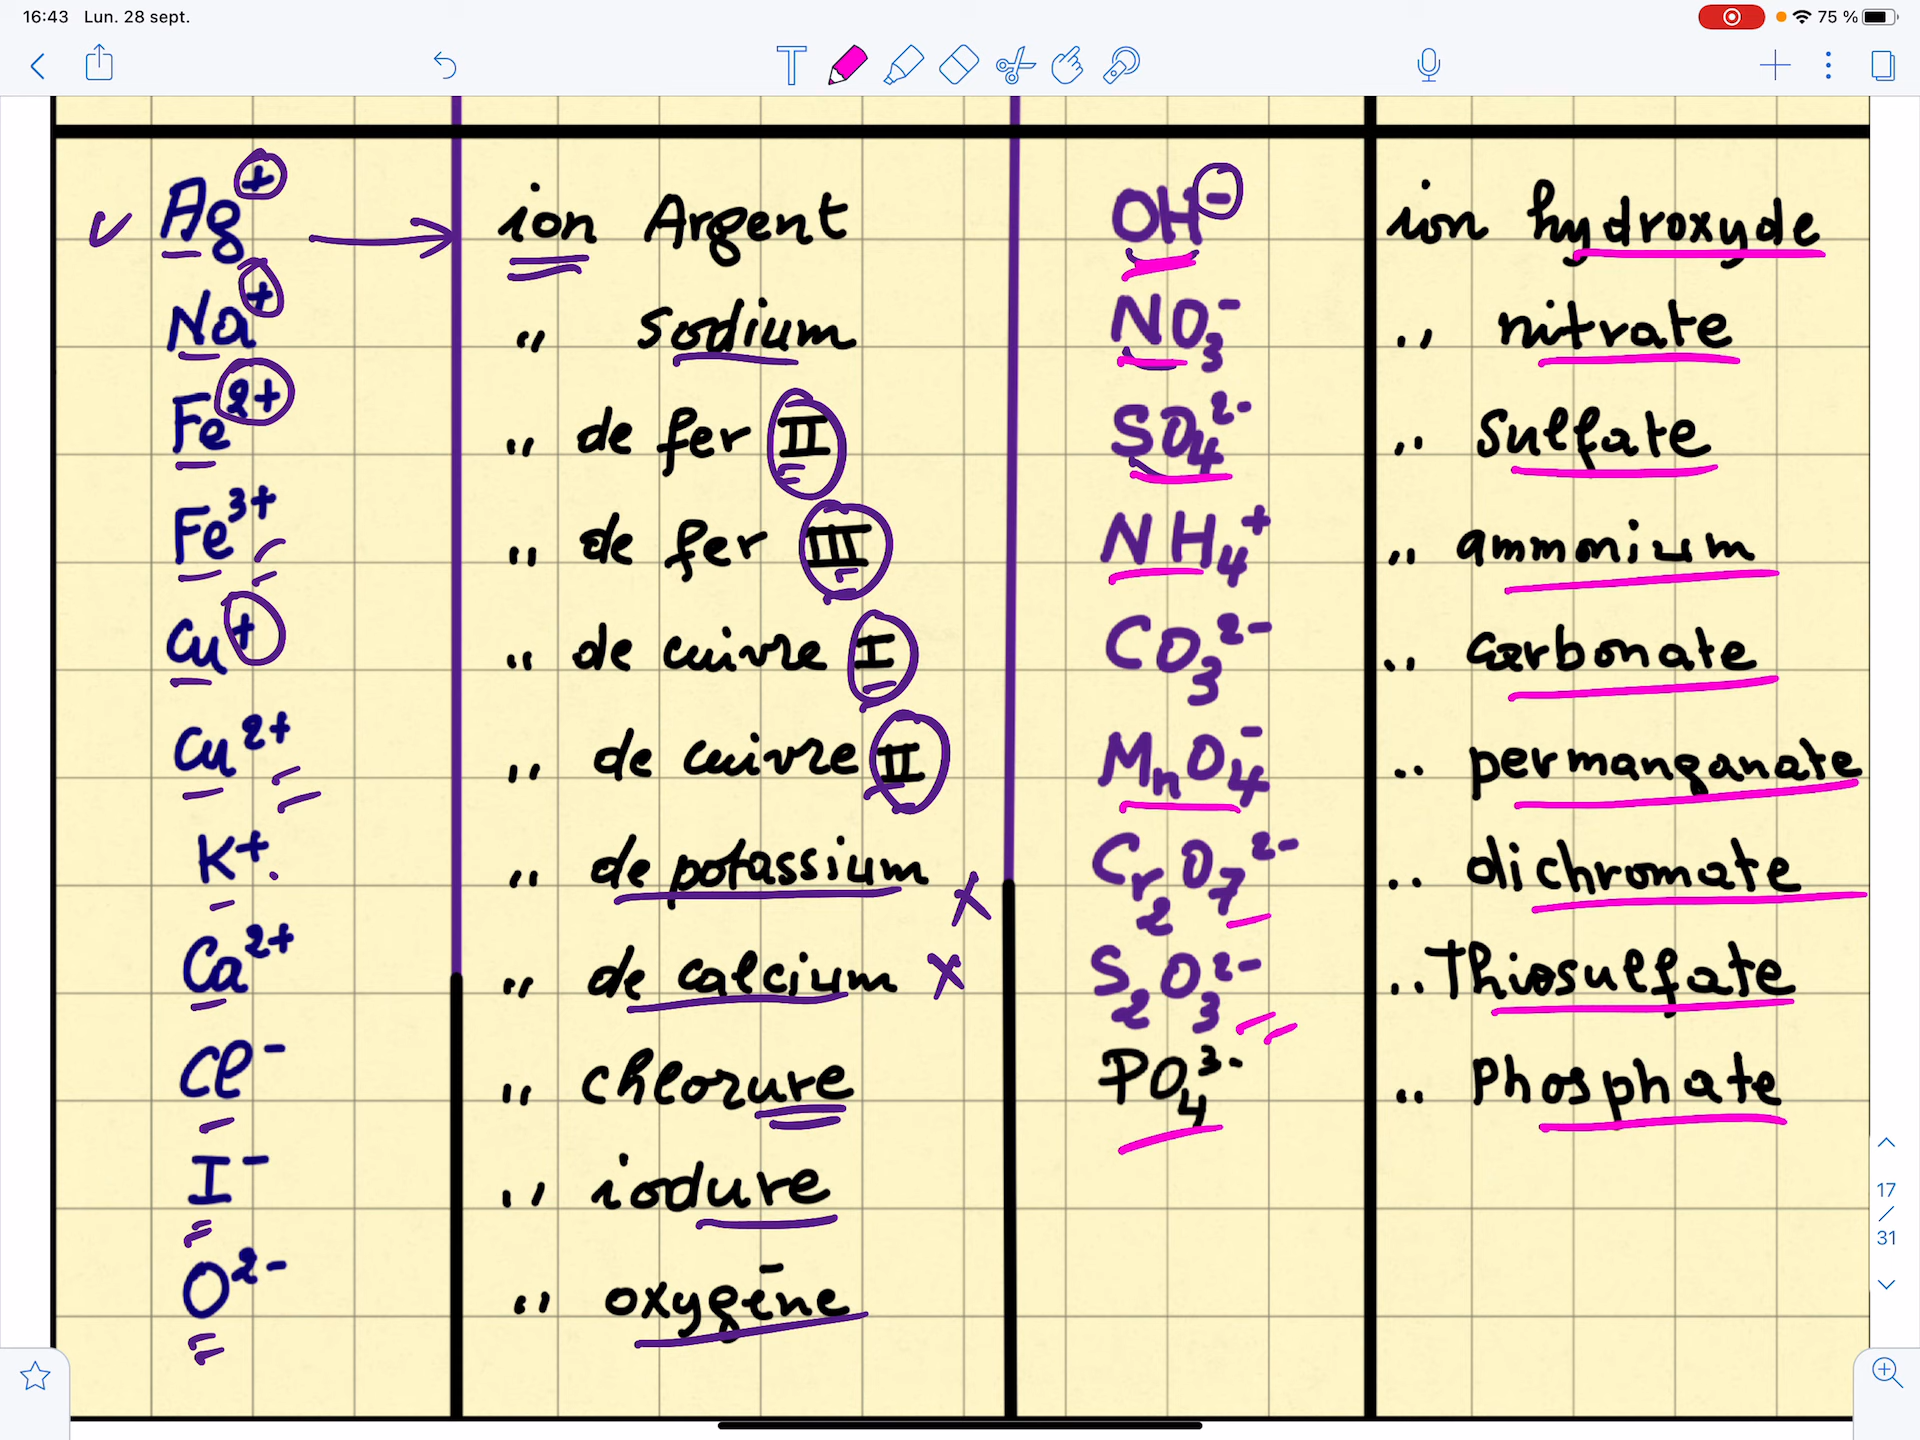 16:43 Lun. 28 sept. 75 %
Ag+ → ion Argent OH- ion hydroxyde
Na+ " sodium NO3- " nitrate
Fe2+ " de fer II SO4 2- " sulfate
Fe3+ " de fer III NH4+ " ammonium
Cu+ " de cuivre I CO3 2- " carbonate
Cu2+ " de cuivre II MnO4- " permanganate
K+ " de potassium Cr2O7 2- " dichromate
Ca2+ " de calcium S2O3 2- " Thiosulfate
Cl- " chlorure PO4 3- " Phosphate
I- " iodure
O2- " oxygène
17
/
31